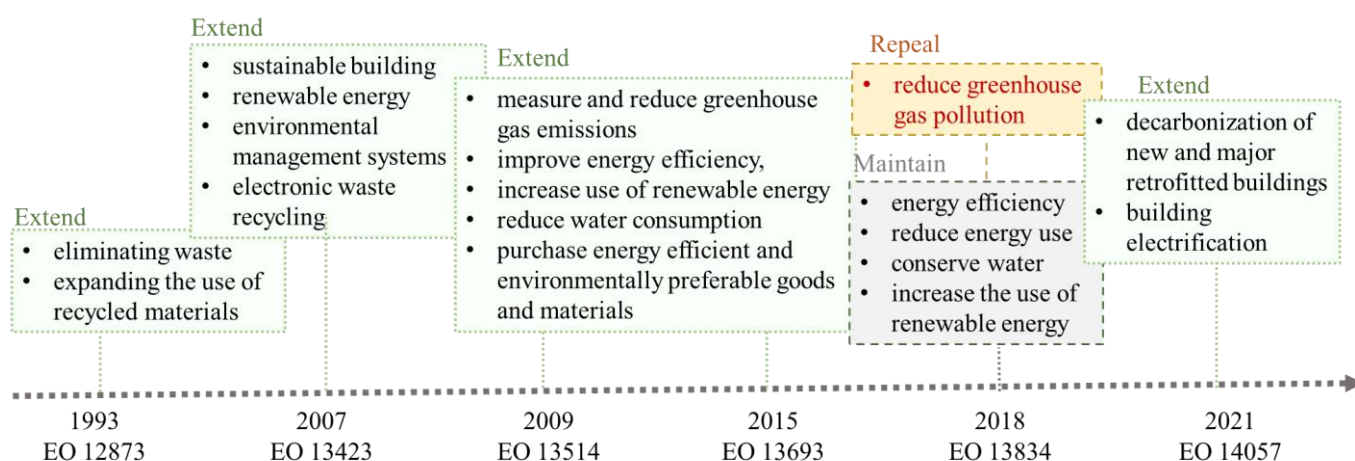 Extend
• eliminating waste
• expanding the use of
recycled materials
Extend
• sustainable building
• renewable energy
• environmental
management systems
• electronic waste
recycling
Extend
• measure and reduce greenhouse
gas emissions
• improve energy efficiency,
• increase use of renewable energy
• reduce water consumption
• purchase energy efficient and
environmentally preferable goods
and materials
Repeal
• reduce greenhouse
gas pollution
Maintain
• energy efficiency
• reduce energy use
• conserve water
• increase the use of
renewable energy
Extend
• decarbonization of
new and major
retrofitted buildings
• building
electrification
1993
EO 12873
2007
EO 13423
2009
EO 13514
2015
EO 13693
2018
EO 13834
2021
EO 14057